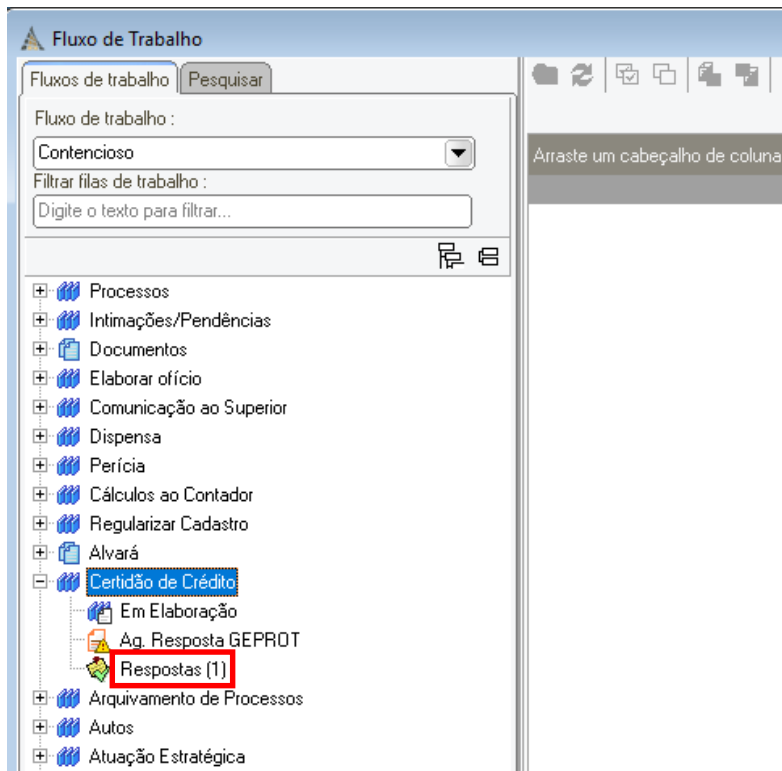 Fluxo de Trabalho
Fluxos de trabalho Pesquisar
Fluxo de trabalho :
Contencioso
Arraste um cabeçalho de coluna
Filtrar filas de trabalho :
Digite o texto para filtrar...
Processos
Intimações/Pendências
Documentos
Elaborar ofício
Comunicação ao Superior
Dispensa
Perícia
Cálculos ao Contador
Regularizar Cadastro
Alvará
Certidão de Crédito
Em Elaboração
Ag. Resposta GEPROT
Respostas (1)
Arquivamento de Processos
Autos
Atuação Estratégica